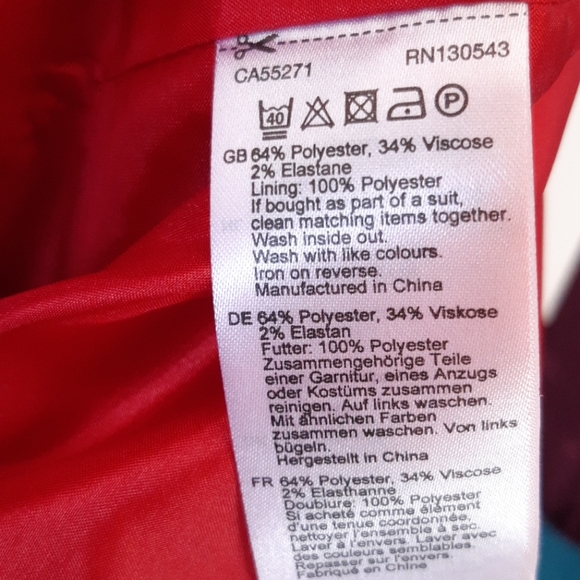 CA55271
RN130543
40
P
GB 64% Polyester, 34% Viscose
2% Elastane
Lining: 100% Polyester
If bought as part of a suit,
clean matching items together.
Wash inside out.
Wash with like colours.
Iron on reverse.
Manufactured in China
DE 64% Polyester, 34% Viskose
2% Elastan
Futter: 100% Polyester
Zusammengehörige Teile
einer Garnitur, eines Anzugs
oder Kostüms zusammen
reinigen. Auf links waschen.
Mit ähnlichen Farben
zusammen waschen. Von links
bügeln.
Hergestellt in China
FR 64% Polyester, 34% Viscose
2% Elasthanne
Doublure: 100% Polyester
Si acheté comme élément
d'une tenue coordonnée,
nettoyer l'ensemble à sec.
Laver à l'envers. Laver avec
des couleurs semblables.
Repasser sur l'envers.
Fabriqué en Chine